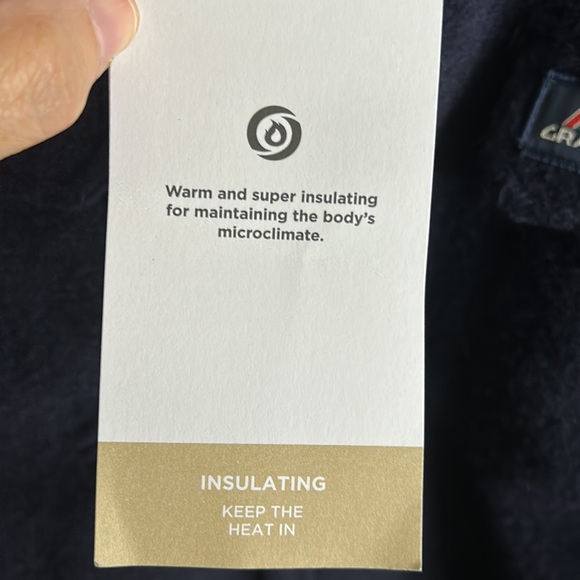 Warm and super insulating
for maintaining the body's
microclimate.
INSULATING
KEEP THE
HEAT IN